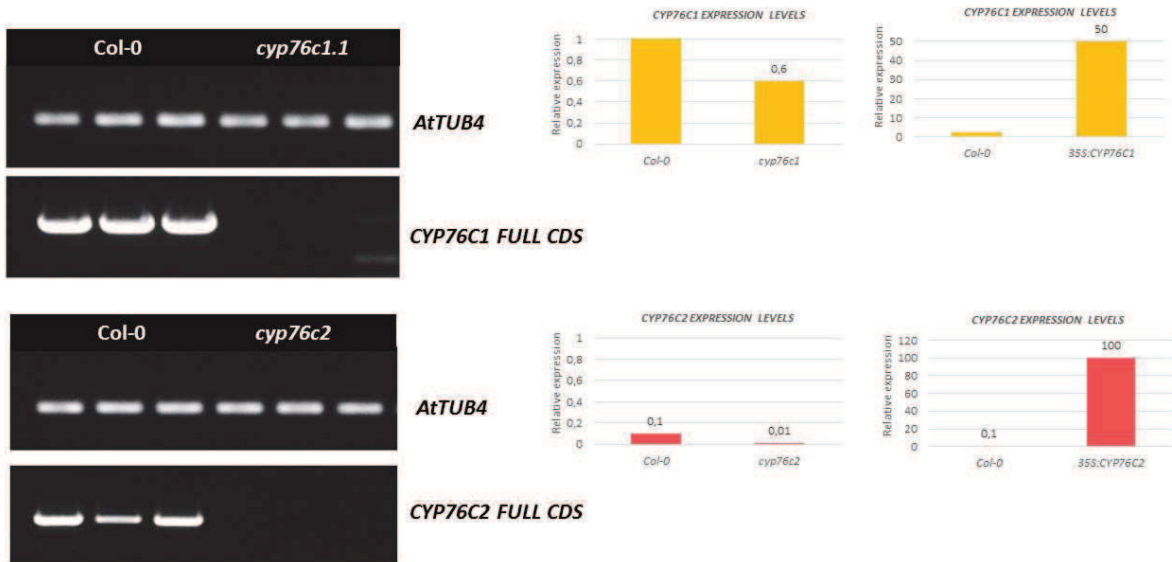 Col-0 cyp76c1.1
AtTUB4
CYP76C1 FULL CDS
CYP76C1 EXPRESSION LEVELS
Relative expression
1
0,8
0,6
0,4
0,2
0
0,6
Col-0 cyp76c1
CYP76C1 EXPRESSION LEVELS
Relative expression
50
40
30
20
10
0
50
Col-0 35S:CYP76C1
Col-0 cyp76c2
AtTUB4
CYP76C2 FULL CDS
CYP76C2 EXPRESSION LEVELS
Relative expression
1
0,8
0,6
0,4
0,2
0
0,1
0,01
Col-0 cyp76c2
CYP76C2 EXPRESSION LEVELS
Relative expression
120
100
80
60
40
20
0
0,1
100
Col-0 35S:CYP76C2